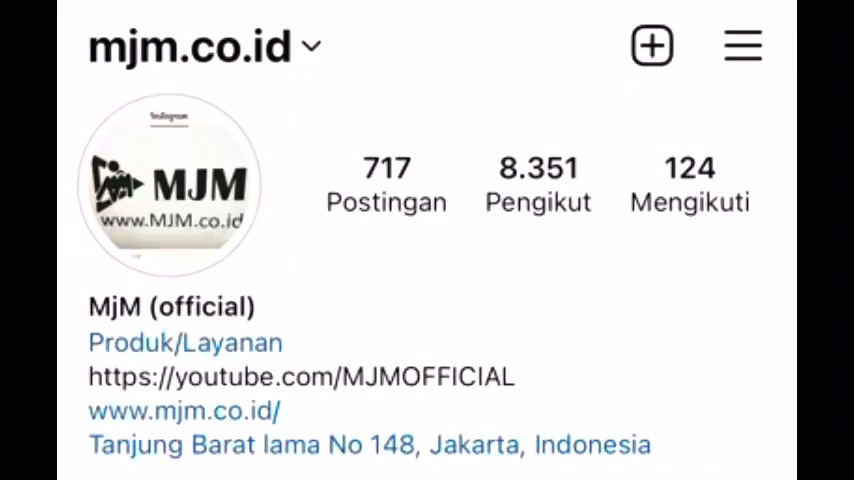 mjm.co.id
Instagram
MJM
www.MJM.co.id
717 8.351 124
Postingan Pengikut Mengikuti
MjM (official)
Produk/Layanan
https://youtube.com/MJMOFFICIAL
www.mjm.co.id/
Tanjung Barat lama No 148, Jakarta, Indonesia